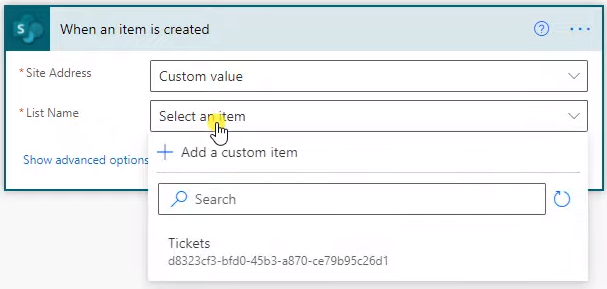 When an item is created
* Site Address
Custom value
* List Name
Select an item
Show advanced options
Add a custom item
Search
Tickets
d8323cf3-bfd0-45b3-a870-ce79b95c26d1